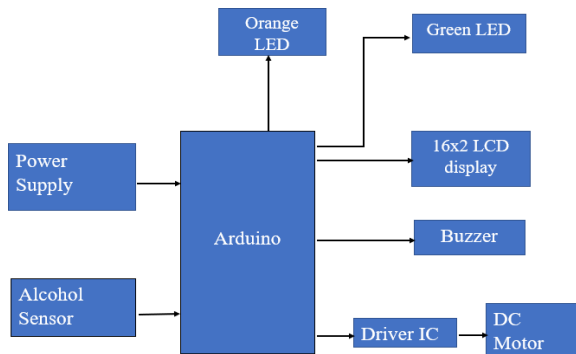 Orange
LED
Green LED
Power
Supply
16x2 LCD
display
Arduino
Buzzer
Alcohol
Sensor
Driver IC
DC
Motor